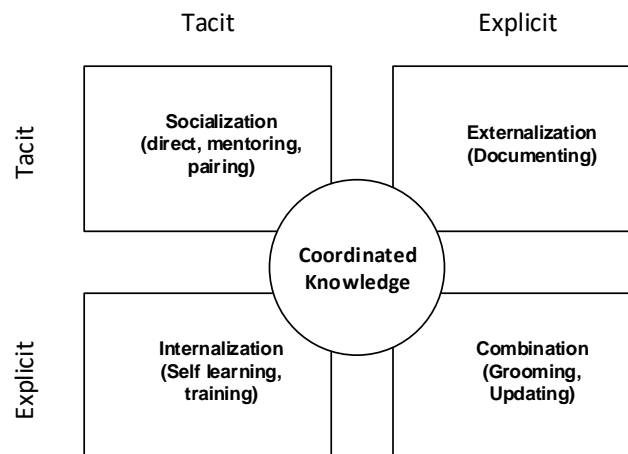 Tacit
Explicit
Tacit
Socialization
(direct, mentoring,
pairing)
Externalization
(Documenting)
Coordinated
Knowledge
Explicit
Internalization
(Self learning,
training)
Combination
(Grooming,
Updating)